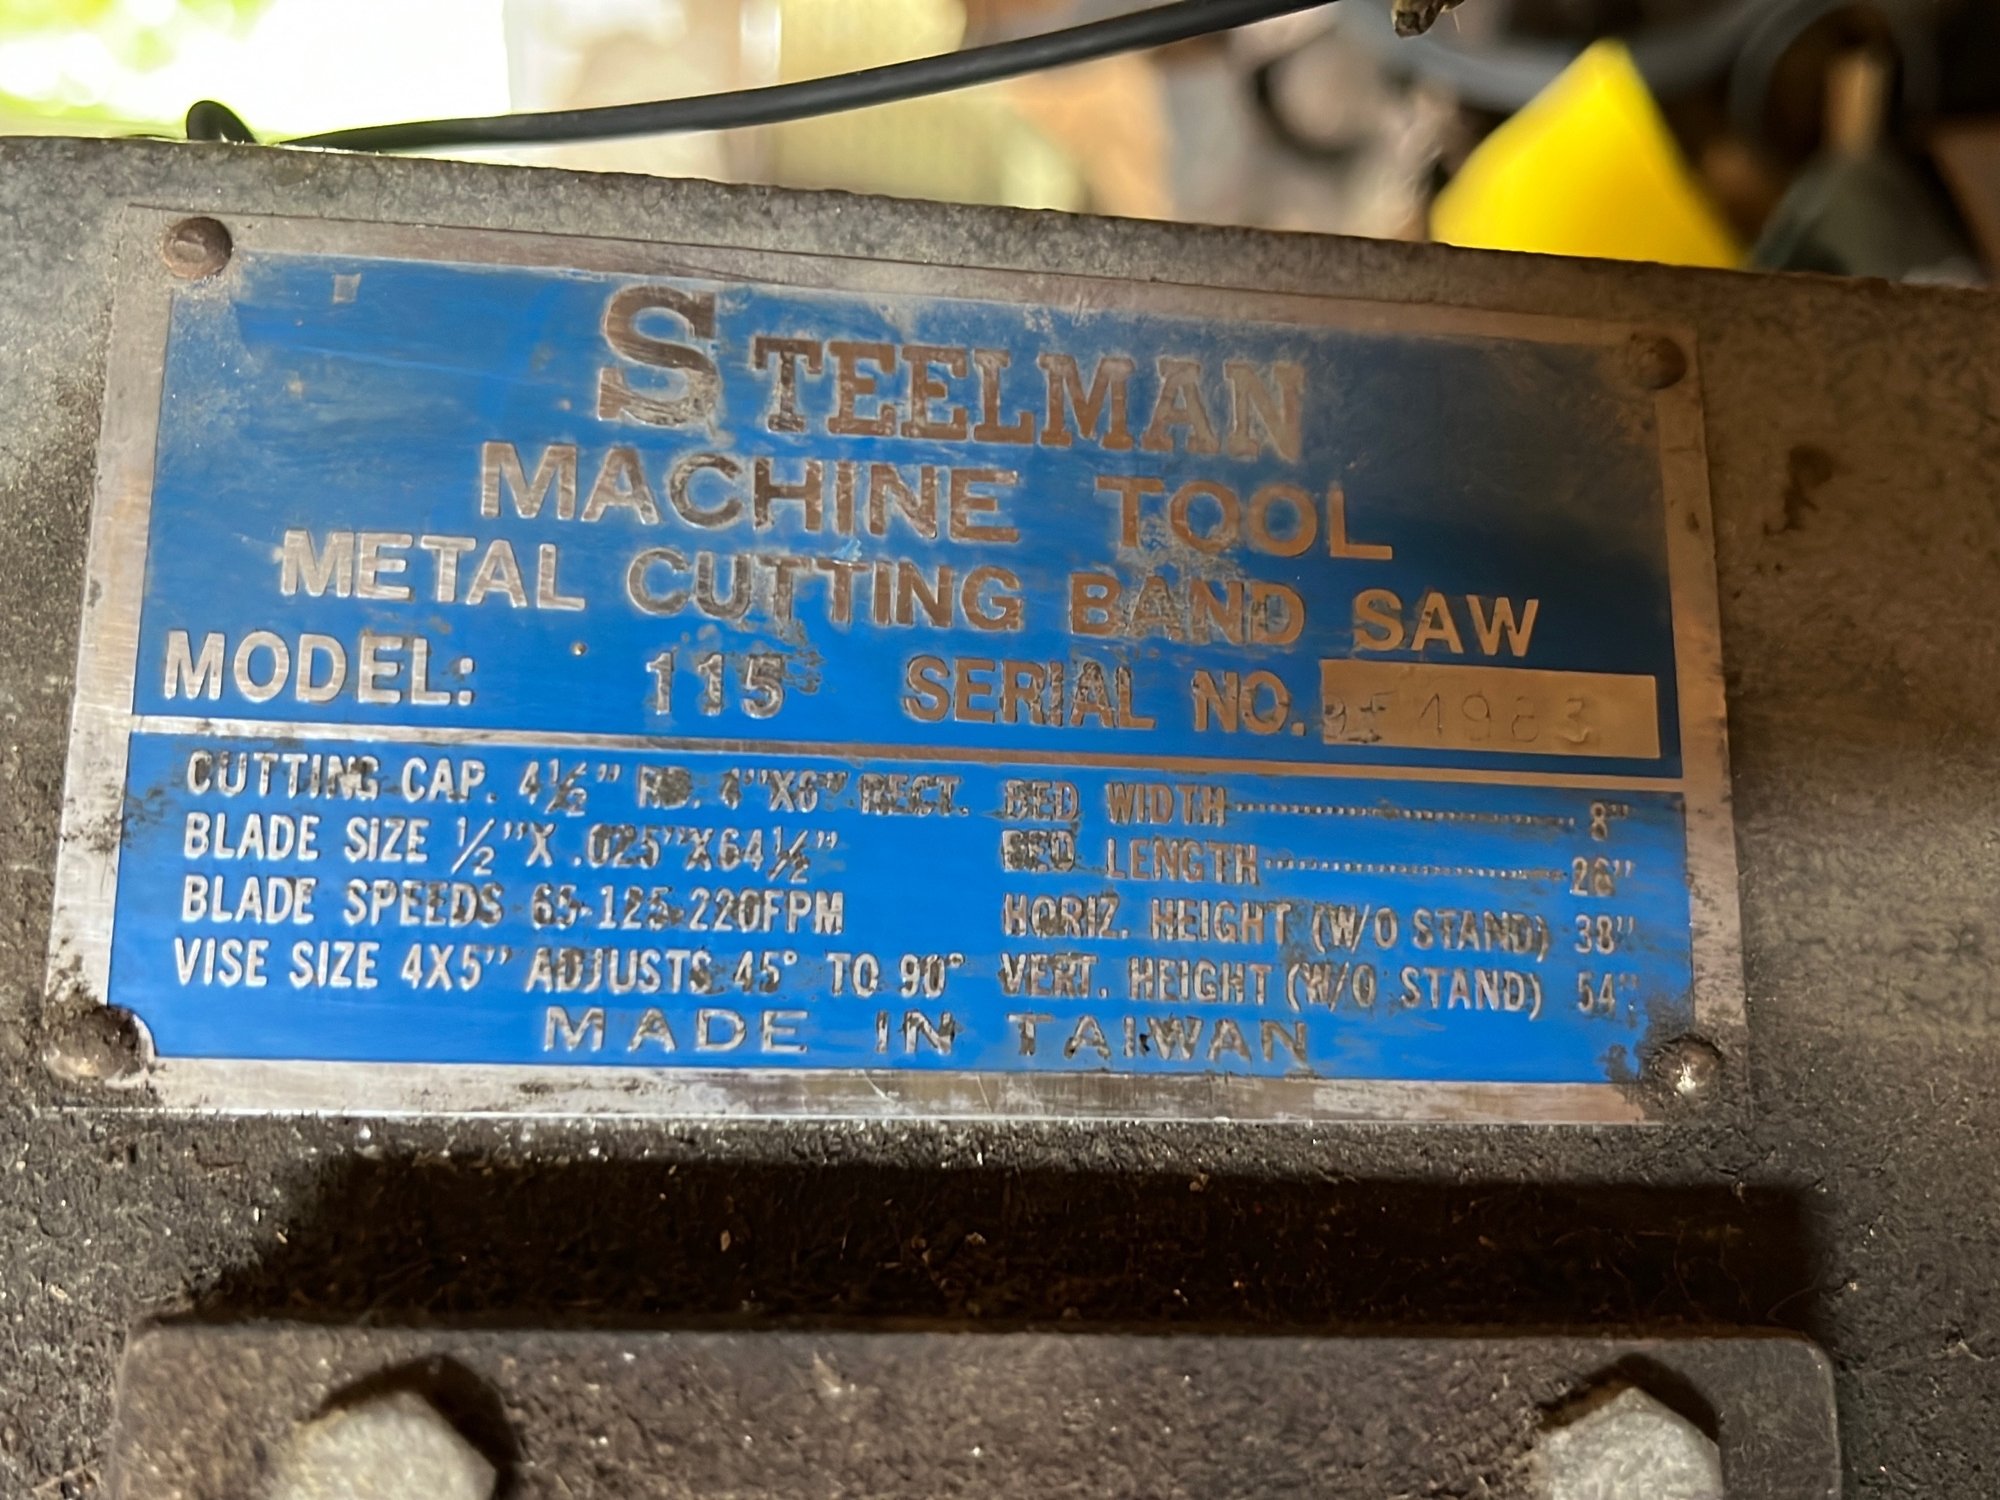 STEELMAN
MACHINE TOOL
METAL CUTTING BAND SAW
MODEL: 115 SERIAL NO.
CUTTING CAP. 4½" RD. 4"X6" RECT.
BLADE SIZE ½"X .025"X64½"
BLADE SPEEDS 65-125-220FPM
VISE SIZE 4X5" ADJUSTS 45° TO 90°
BED WIDTH 8"
BED LENGTH
HORIZ. HEIGHT (W/O STAND) 38"
VERT. HEIGHT (W/O STAND) 54"
MADE IN TAIWAN